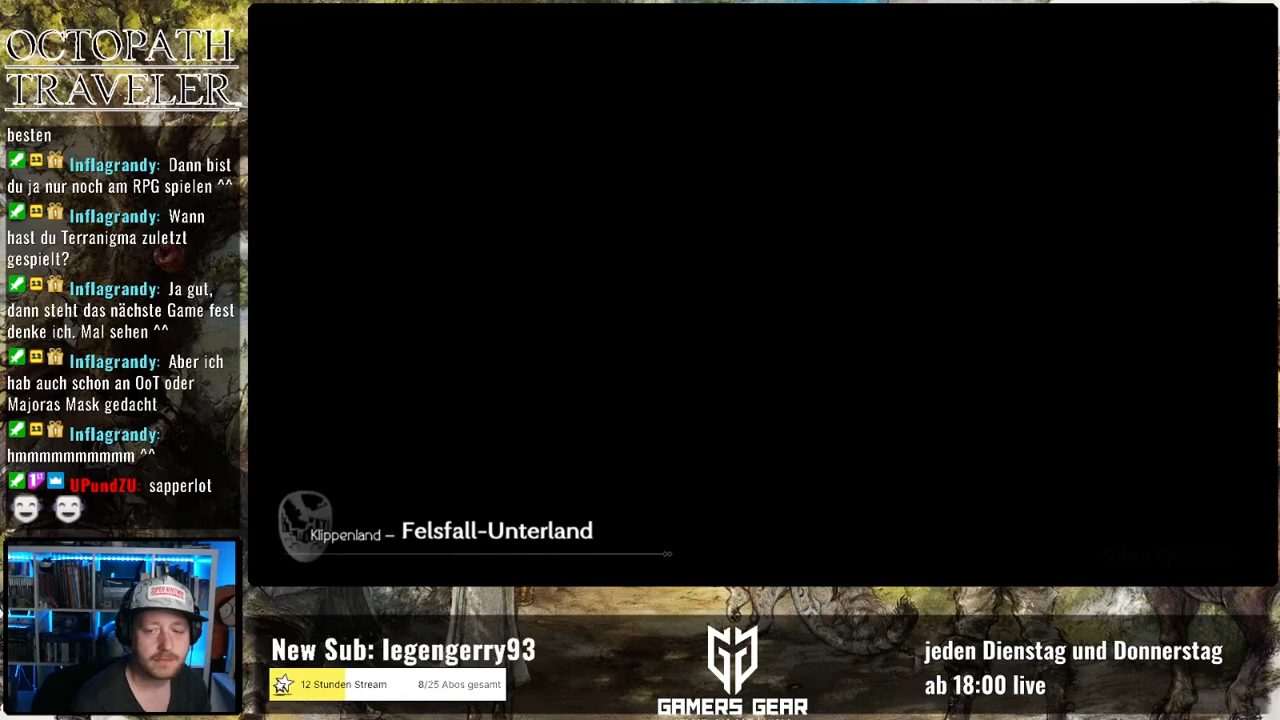 OCTOPATH
TRAVELER
besten
Inflagrandy: Dann bist
du ja nur noch am RPG spielen ^^
Inflagrandy: Wann
hast du Terranigma zuletzt
gespielt?
Inflagrandy: Ja gut,
dann steht das nächste Game fest
denke ich. Mal sehen ^^
Inflagrandy: Aber ich
hab auch schon an OoT oder
Majoras Mask gedacht
Inflagrandy:
hmmmmmmmmmm ^^
UPundZU: sapperlot
Klippenland – Felsfall-Unterland
New Sub: legengerry93
12 Stunden Stream 8/25 Abos gesamt
GAMERS GEAR
jeden Dienstag und Donnerstag
ab 18:00 live